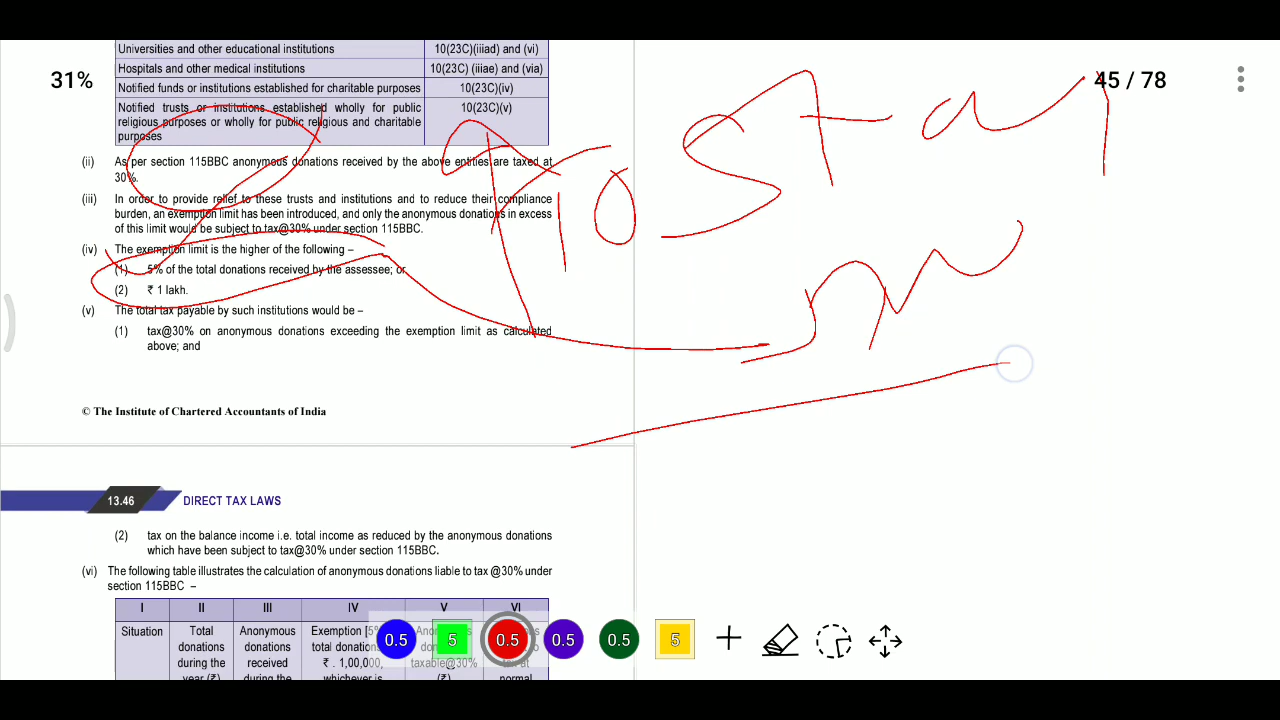 Universities and other educational institutions 10(23C)(iiiad) and (vi)
31% Hospitals and other medical institutions 10(23C) (iiiae) and (via) 45 / 78
Notified funds or institutions established for charitable purposes 10(23C)(iv)
Notified trusts or institutions established wholly for public 10(23C)(v)
religious purposes or wholly for public religious and charitable
purposes
(ii) As per section 115BBC anonymous donations received by the above entities are taxed at
30%.
To Stay
(iii) In order to provide relief to these trusts and institutions and to reduce their compliance
burden, an exemption limit has been introduced, and only the anonymous donations in excess
of this limit would be subject to tax@30% under section 115BBC.
(iv) The exemption limit is the higher of the following –
(1) 5% of the total donations received by the assessee; or
(2) ₹ 1 lakh.
(v) The total tax payable by such institutions would be –
(1) tax@30% on anonymous donations exceeding the exemption limit as calculated
above; and
© The Institute of Chartered Accountants of India
13.46 DIRECT TAX LAWS
(2) tax on the balance income i.e. total income as reduced by the anonymous donations
which have been subject to tax@30% under section 115BBC.
(vi) The following table illustrates the calculation of anonymous donations liable to tax @30% under
section 115BBC –
I II III IV V VI
Situation Total Anonymous Exemption [5%
donations donations total donations
during the received ₹ . 1,00,000, taxable@30%
year (₹) during the whichever is (₹) normal
0.5 5 0.5 0.5 0.5 5